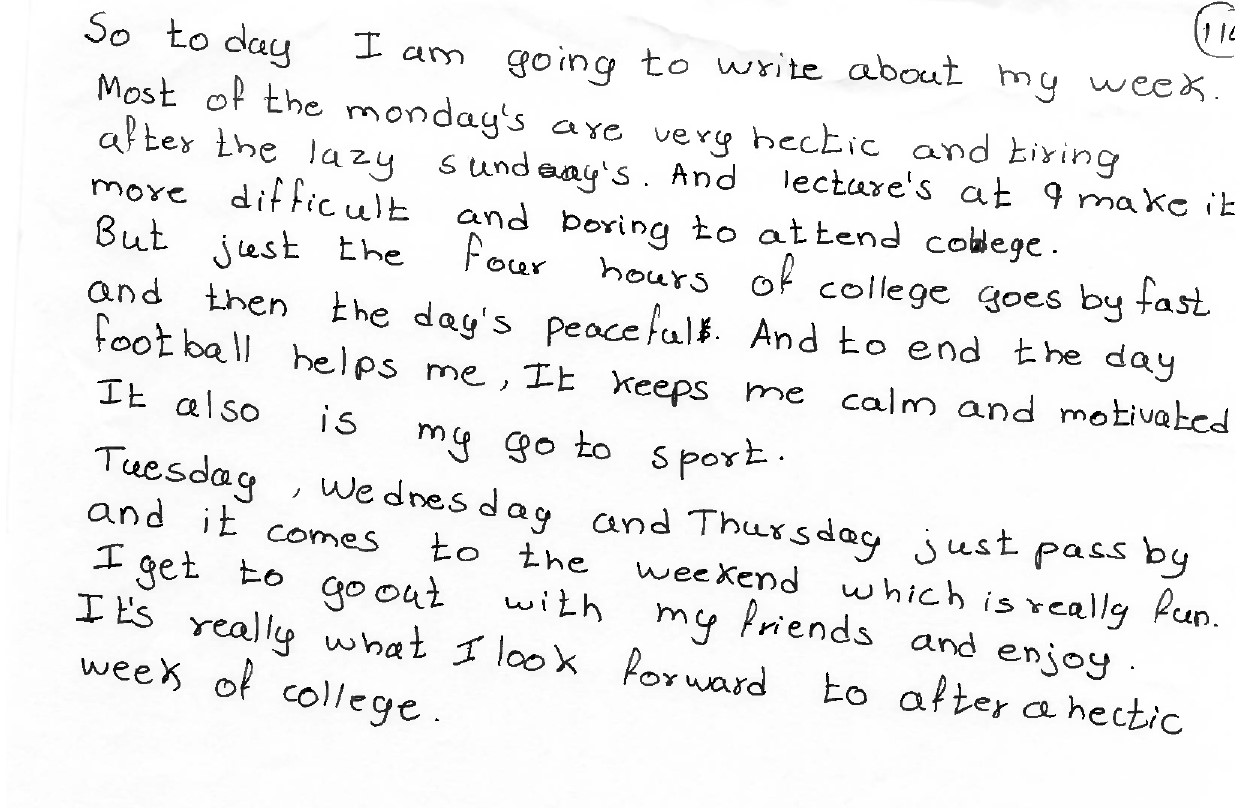 So today I am going to write about my week.
Most of the monday's are very hectic and tiring
after the lazy sunday's. And lecture's at 9 make it
more difficult and boring to attend college.
But just the four hours of college goes by fast
and then the day's peaceful. And to end the day
football helps me, It keeps me calm and motivated
It also is my go to sport.
Tuesday, Wednesday and Thursday just pass by
and it comes to the weekend which is really fun.
I get to go out with my friends and enjoy.
It's really what I look forward to after a hectic
week of college.